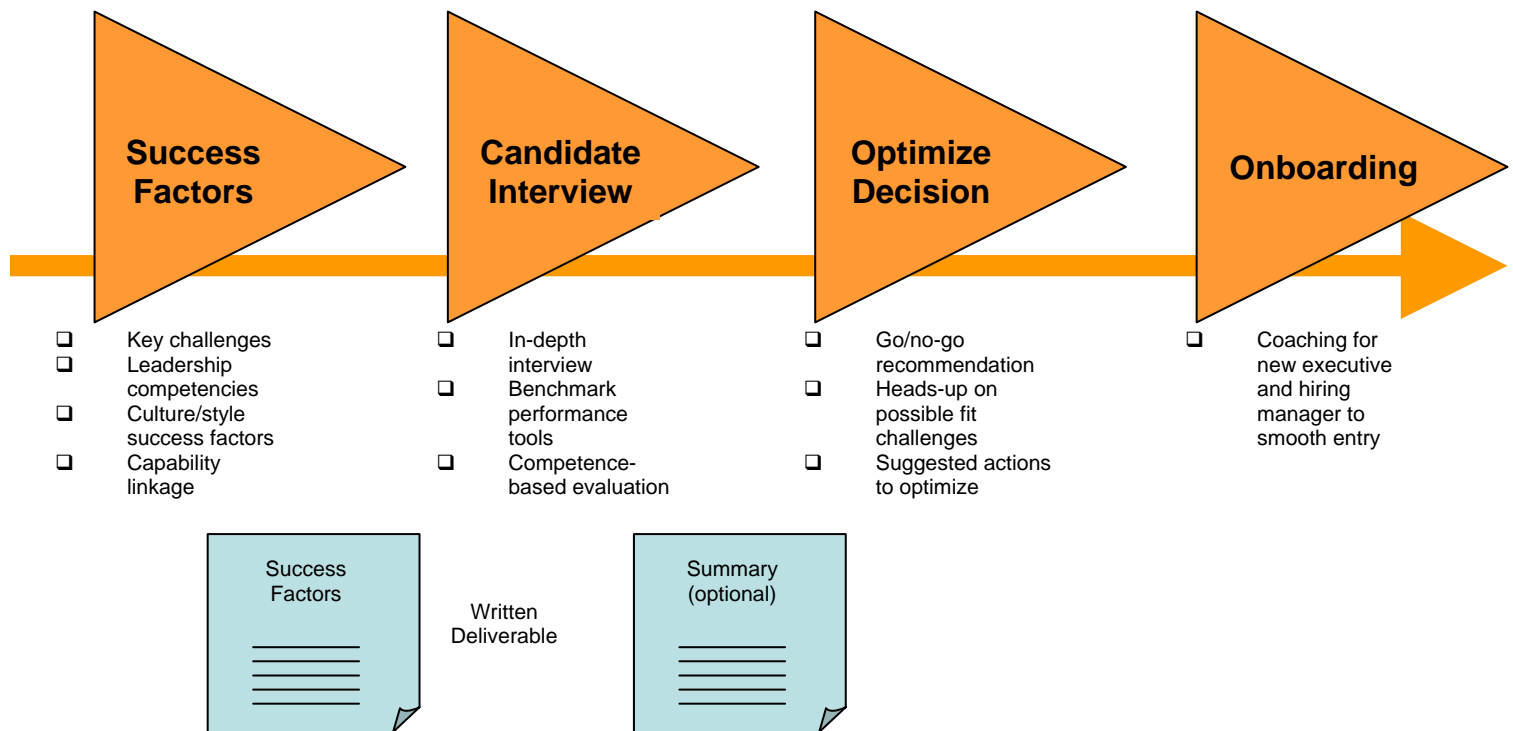 Success
Factors
Candidate
Interview
Optimize
Decision
Onboarding
Key challenges
Leadership
competencies
Culture/style
success factors
Capability
linkage
In-depth
interview
Benchmark
performance
tools
Competence-
based evaluation
Go/no-go
recommendation
Heads-up on
possible fit
challenges
Suggested actions
to optimize
Coaching for
new executive
and hiring
manager to
smooth entry
Success
Factors
Written
Deliverable
Summary
(optional)